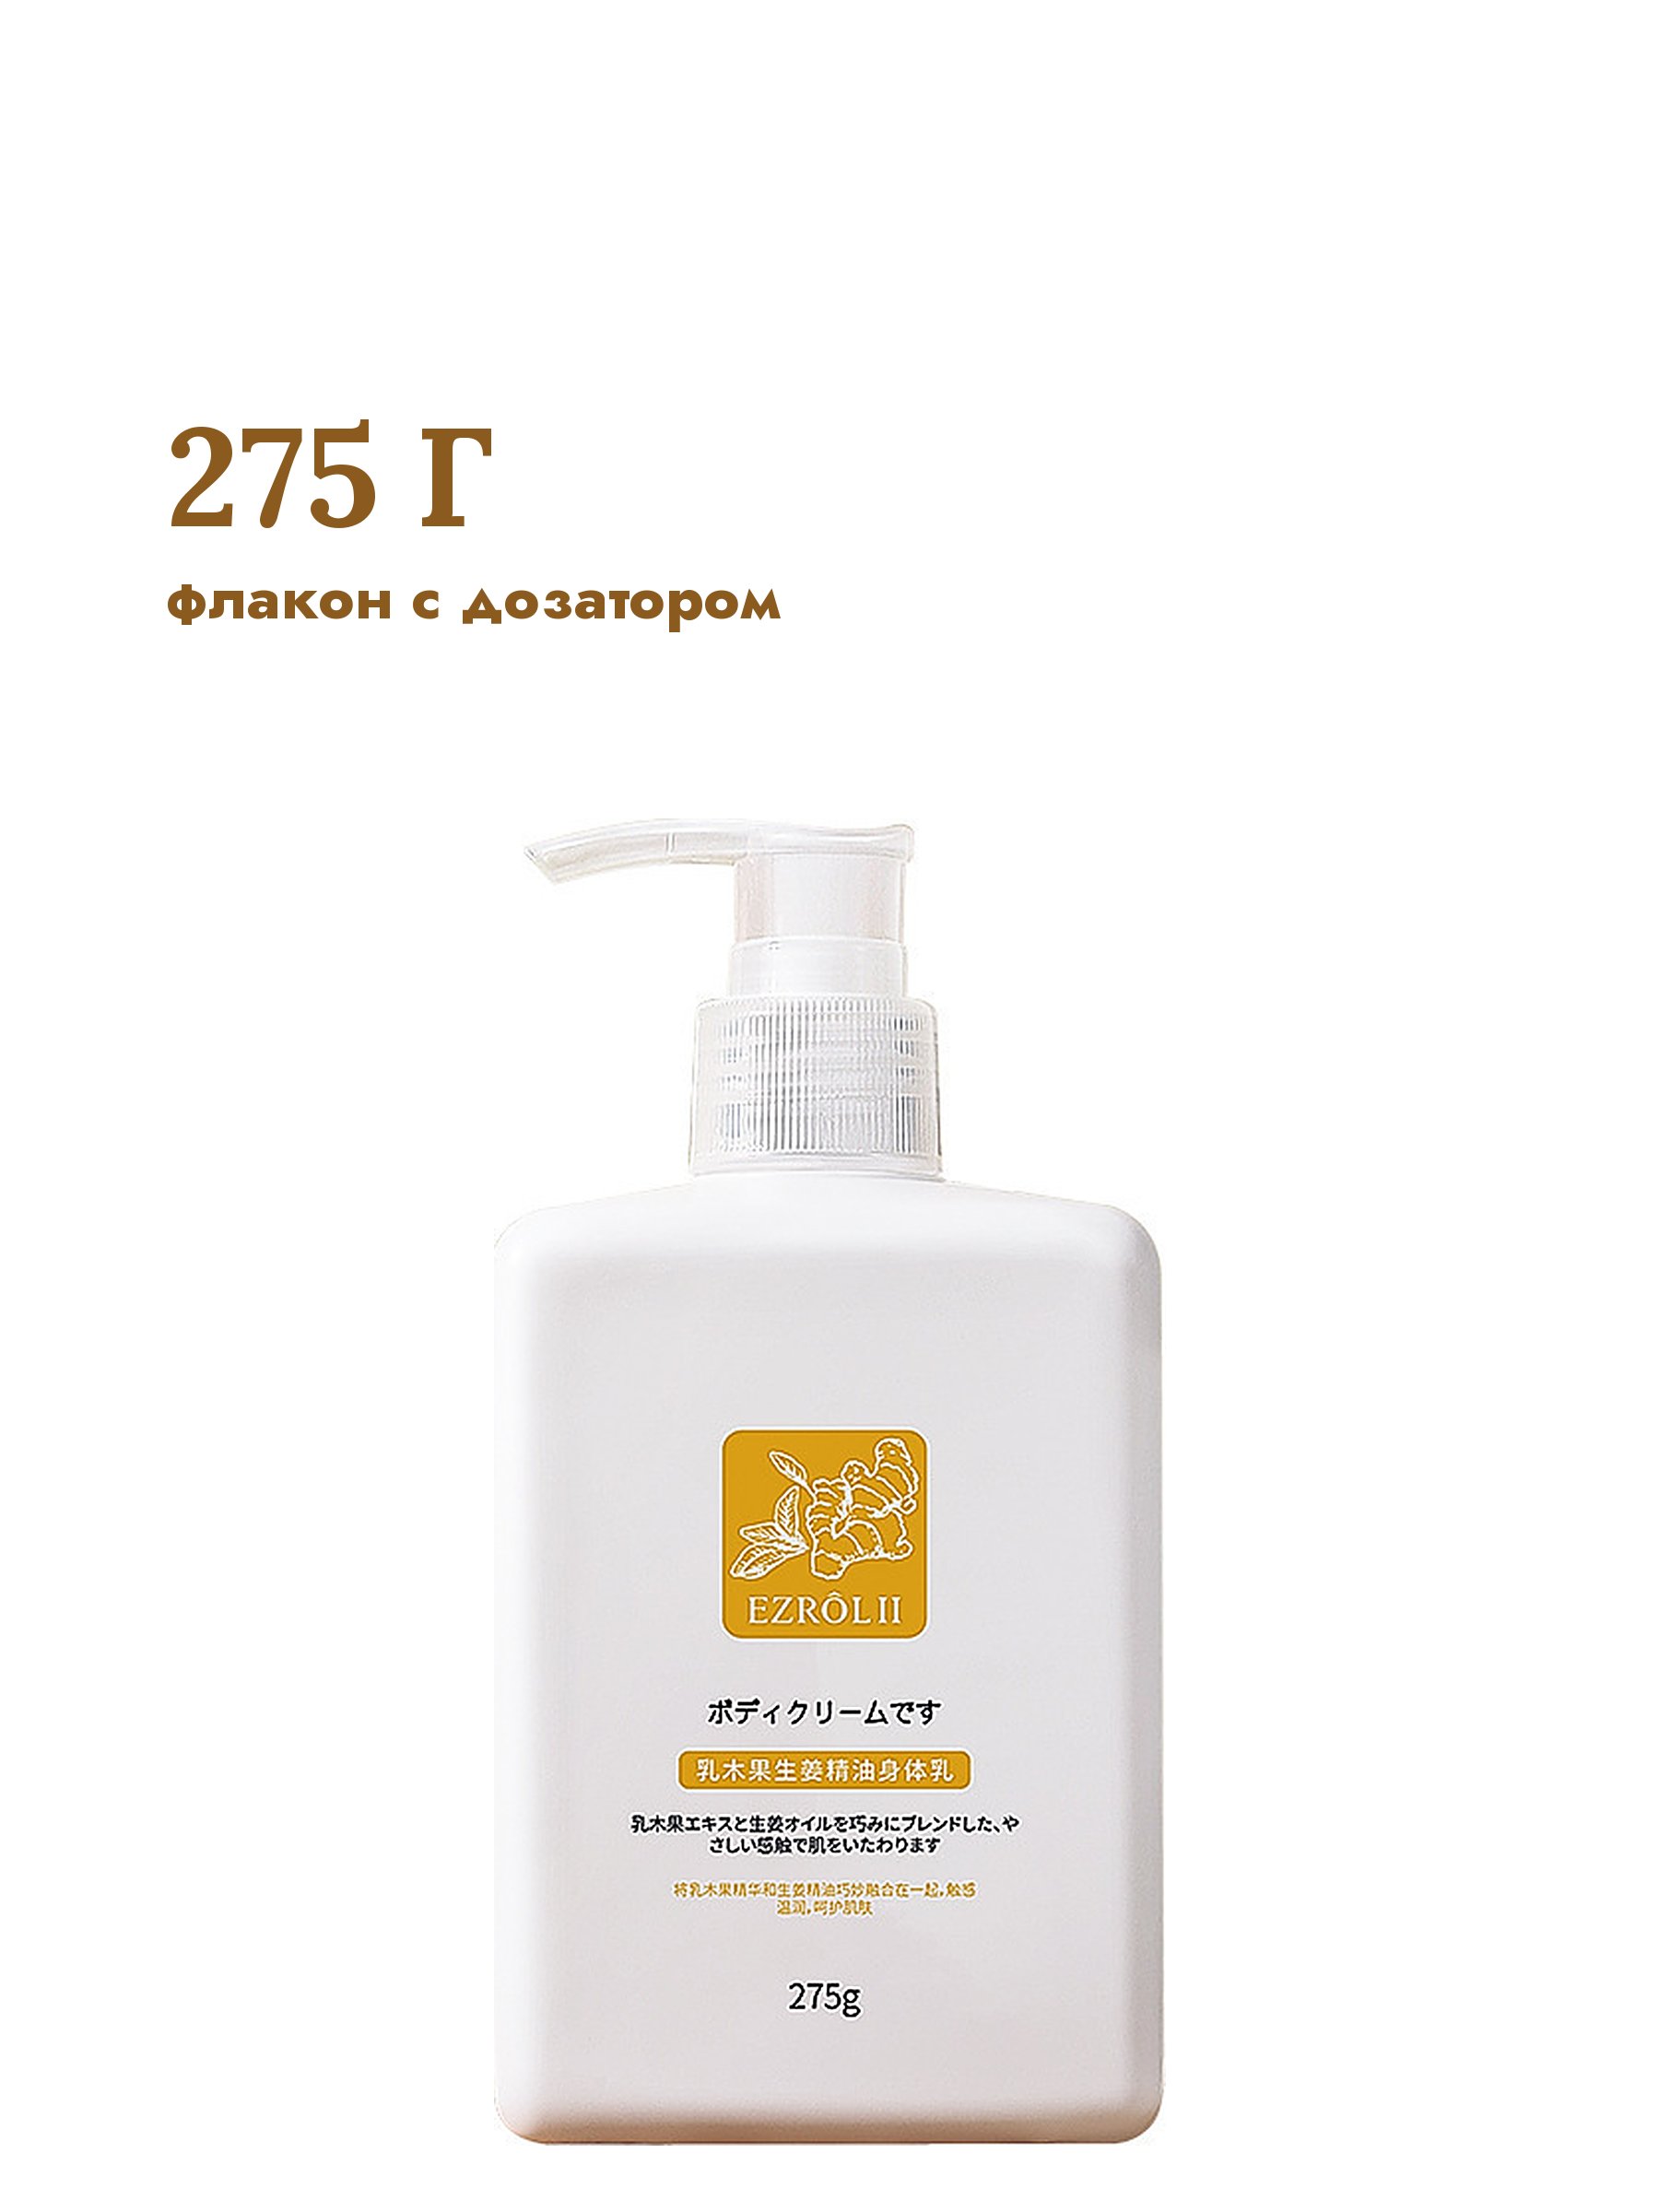 275 Г
флакон с дозатором
EZRÔLII
ボディクリームです
乳木果生姜精油身体乳
乳木果エキスと生姜オイルを巧みにブレンドした、や
さしい感触で肌をいたわります
将乳木果精华和生姜精油巧妙融合在一起,触感
温润,呵护肌肤
275g